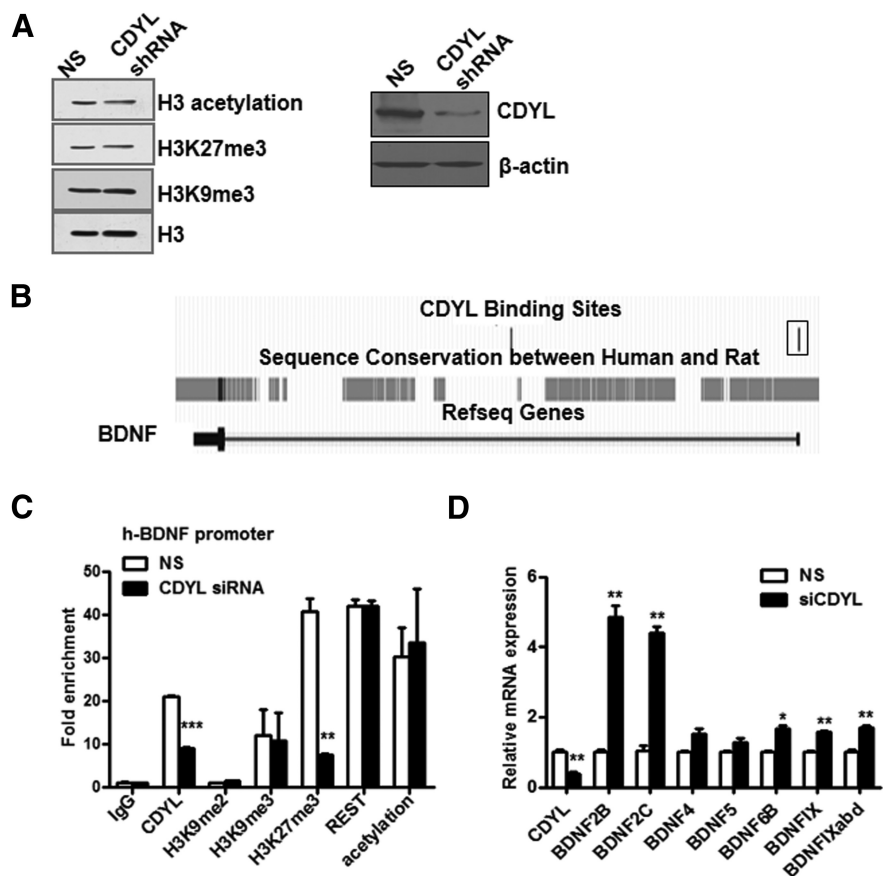 A
NS
CDYL
shRNA
H3 acetylation
H3K27me3
H3K9me3
H3
NS
CDYL
shRNA
CDYL
β-actin
B
CDYL Binding Sites
Sequence Conservation between Human and Rat
Refseq Genes
BDNF
C
h-BDNF promoter
NS
CDYL siRNA
Fold enrichment
50
40
30
20
10
0
***
**
IgG
CDYL
H3K9me2
H3K9me3
H3K27me3
REST
acetylation
D
NS
siCDYL
Relative mRNA expression
6
4
2
0
**
**
**
*
**
**
CDYL
BDNF2B
BDNF2C
BDNF4
BDNF5
BDNF6B
BDNFIX
BDNFIXabd